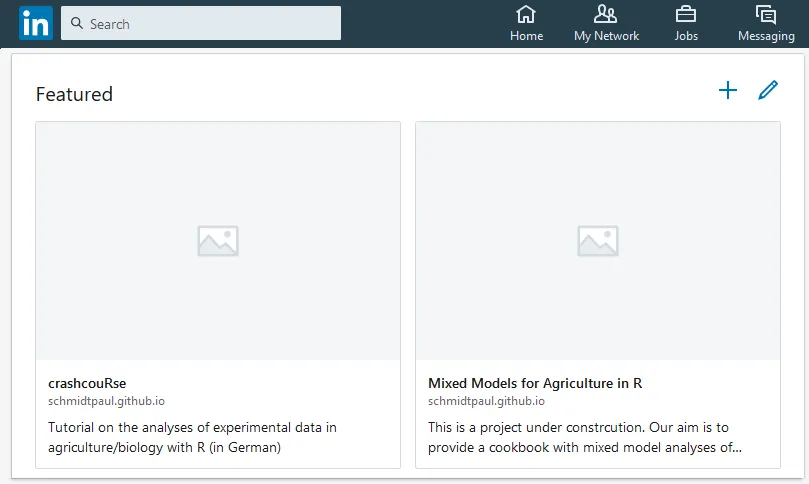 in
Search
Home
My Network
Jobs
Messaging
Featured
crashcouRse
schmidtpaul.github.io
Tutorial on the analyses of experimental data in
agriculture/biology with R (in German)
Mixed Models for Agriculture in R
schmidtpaul.github.io
This is a project under constrcution. Our aim is to
provide a cookbook with mixed model analyses of...